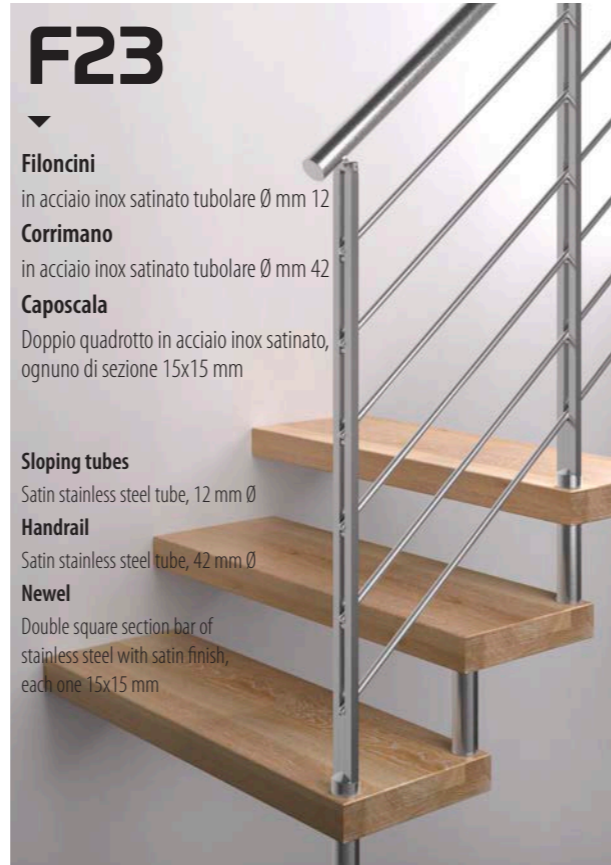 F23
Filoncini
in acciaio inox satinato tubolare Ø mm 12
Corrimano
in acciaio inox satinato tubolare Ø mm 42
Caposcala
Doppio quadrotto in acciaio inox satinato,
ognuno di sezione 15x15 mm
Sloping tubes
Satin stainless steel tube, 12 mm Ø
Handrail
Satin stainless steel tube, 42 mm Ø
Newel
Double square section bar of
stainless steel with satin finish,
each one 15x15 mm